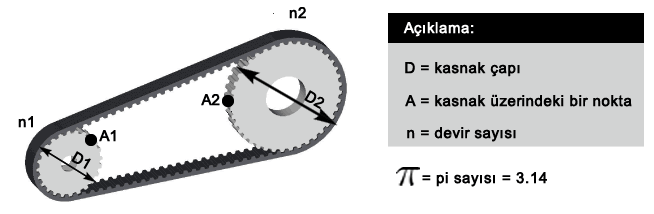 n2
n1
A1
D1
A2
D2
Açıklama:
D = kasnak çapı
A = kasnak üzerindeki bir nokta
n = devir sayısı
π = pi sayısı = 3.14